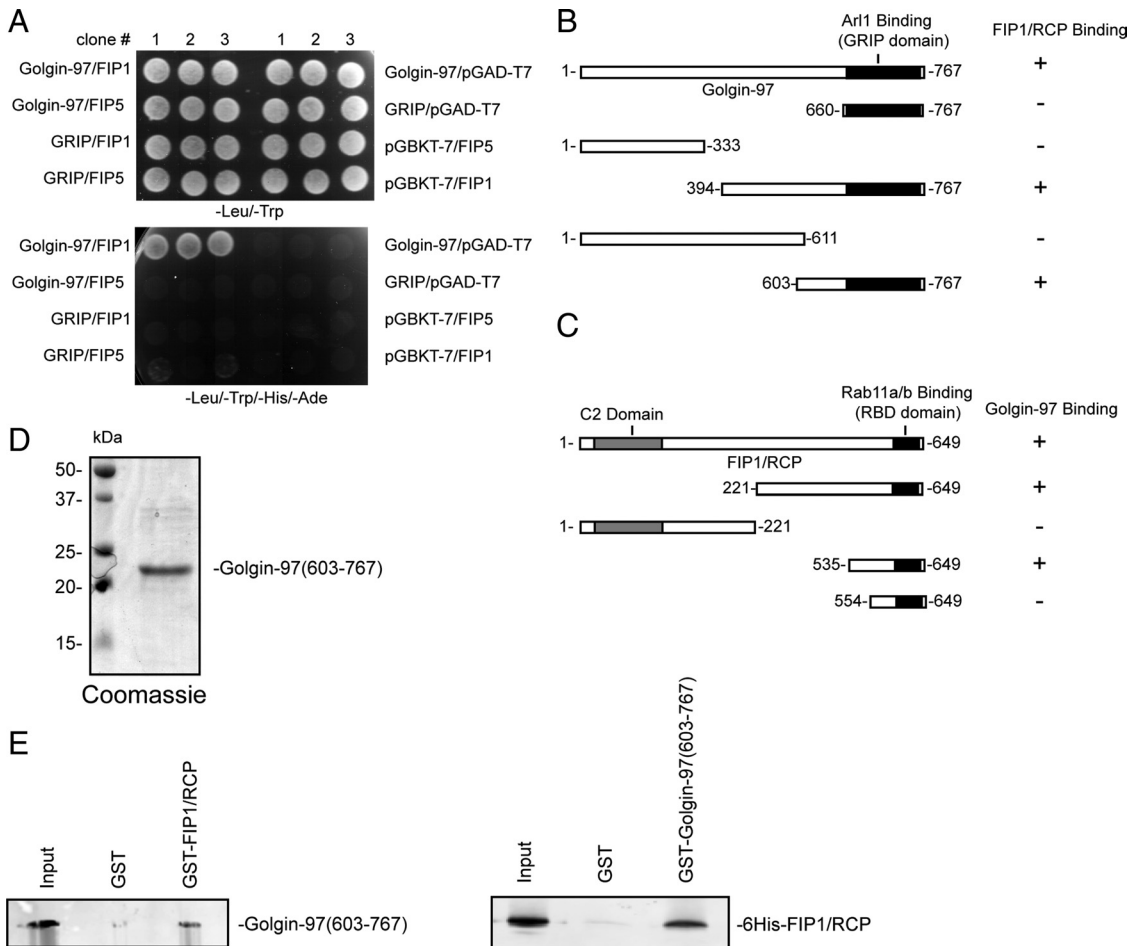 A
clone #
1 2 3 1 2 3
Golgin-97/FIP1 Golgin-97/pGAD-T7
Golgin-97/FIP5 GRIP/pGAD-T7
GRIP/FIP1 pGBKT-7/FIP5
GRIP/FIP5 pGBKT-7/FIP1
-Leu/-Trp
Golgin-97/FIP1 Golgin-97/pGAD-T7
Golgin-97/FIP5 GRIP/pGAD-T7
GRIP/FIP1 pGBKT-7/FIP5
GRIP/FIP5 pGBKT-7/FIP1
-Leu/-Trp/-His/-Ade
B
Arl1 Binding
(GRIP domain)
FIP1/RCP Binding
1- -767 +
Golgin-97
660- -767 -
1- -333 -
394- -767 +
1- -611 -
603- -767 +
C
C2 Domain
Rab11a/b Binding
(RBD domain)
Golgin-97 Binding
1- -649 +
FIP1/RCP
221- -649 +
1- -221 -
535- -649 +
554- -649 -
D
kDa
50-
37-
25-
20-
15-
-Golgin-97(603-767)
Coomassie
E
Input
GST
GST-FIP1/RCP
-Golgin-97(603-767)
Input
GST
GST-Golgin-97(603-767)
-6His-FIP1/RCP